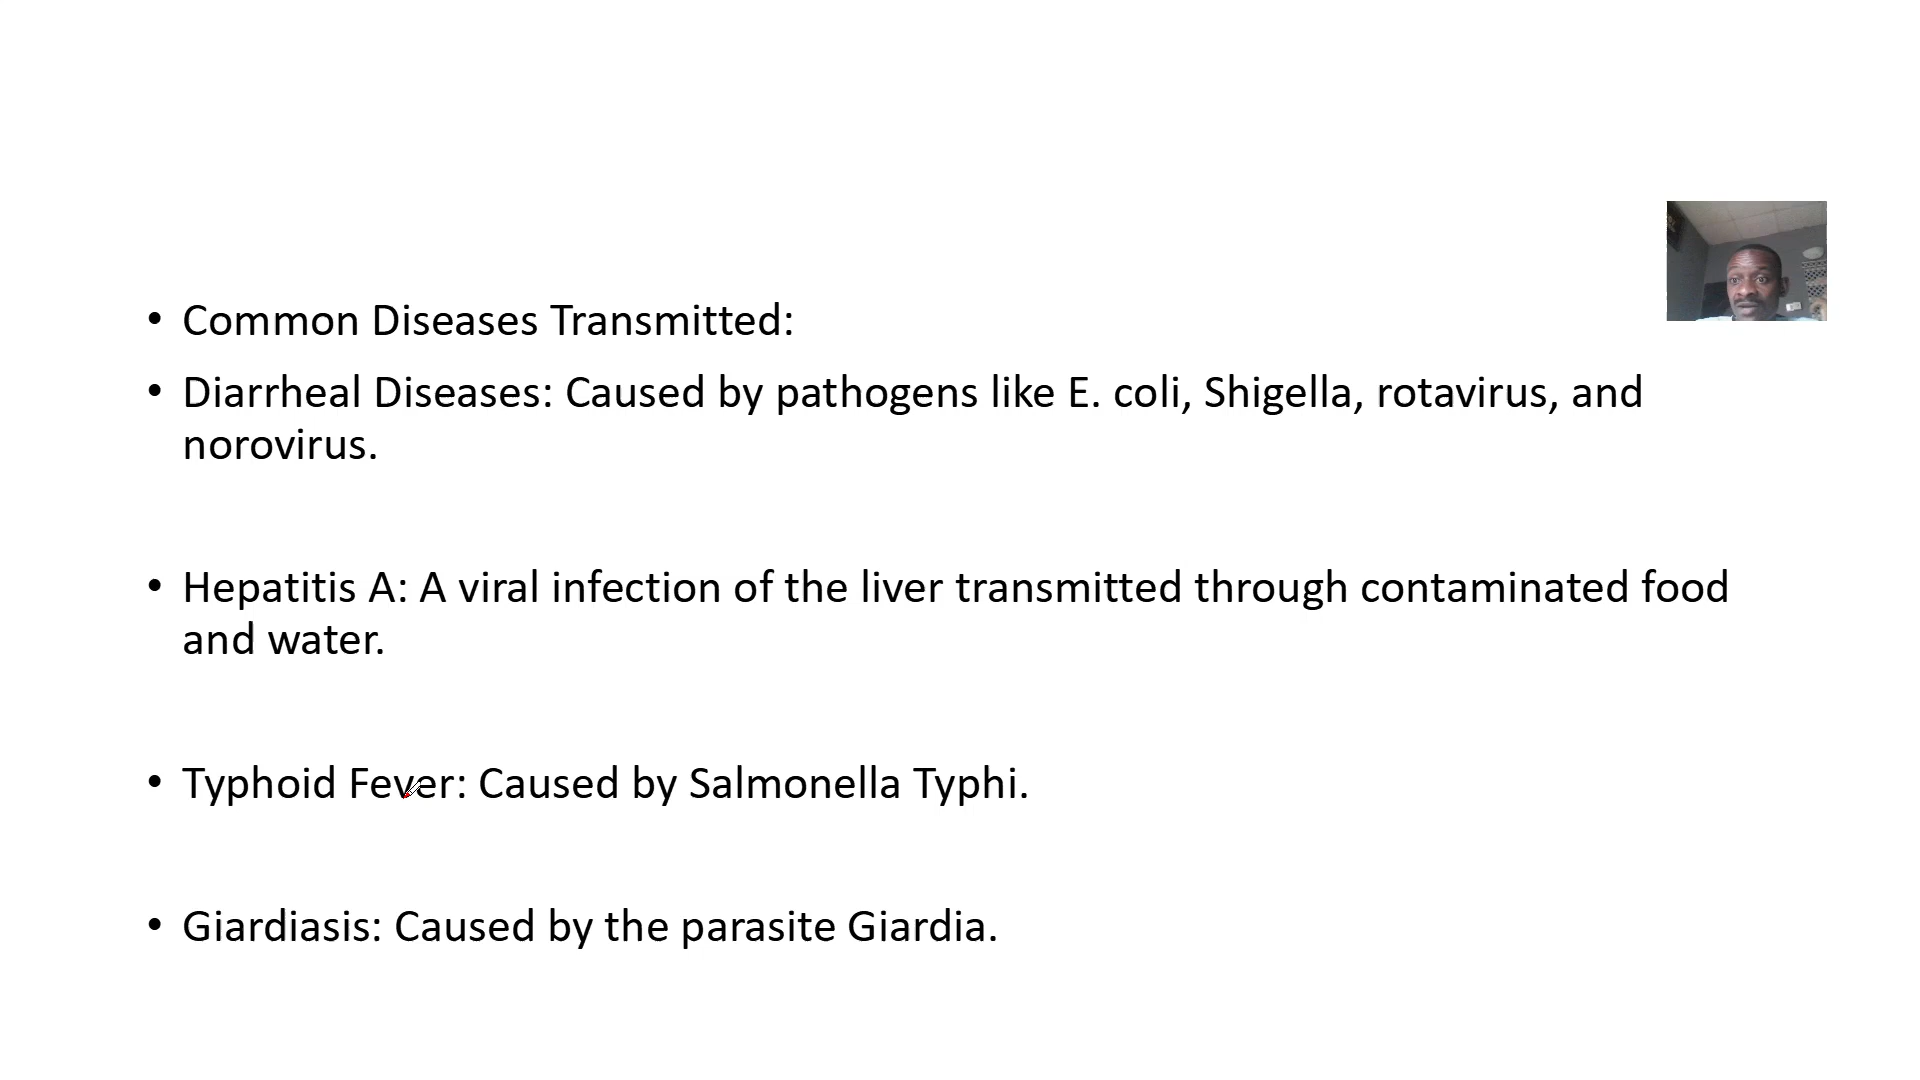 • Common Diseases Transmitted:
• Diarrheal Diseases: Caused by pathogens like E. coli, Shigella, rotavirus, and
norovirus.
• Hepatitis A: A viral infection of the liver transmitted through contaminated food
and water.
• Typhoid Fever: Caused by Salmonella Typhi.
• Giardiasis: Caused by the parasite Giardia.